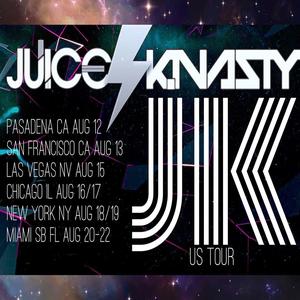 JUICE K.NASTY
PASADENA CA AUG 12
SAN FRANCISCO CA AUG 13
LAS VEGAS NV AUG 15
CHICAGO IL AUG 16/17
NEW YORK NY AUG 18/19
MIAMI SB FL AUG 20-22
JK
US TOUR